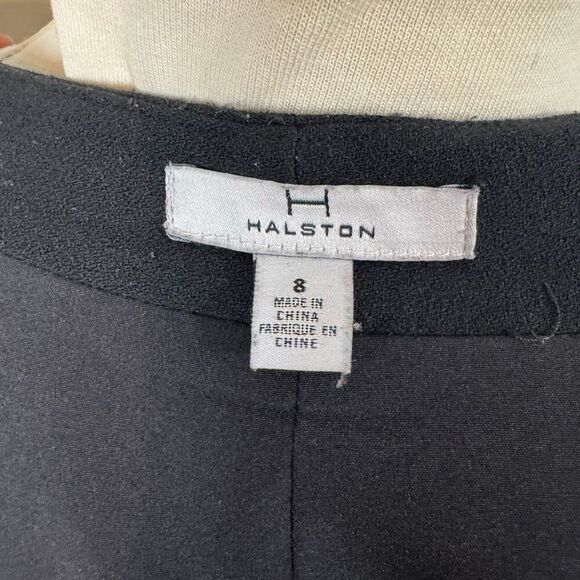 H
HALSTON
8
MADE IN
CHINA
FABRIQUE EN
CHINE